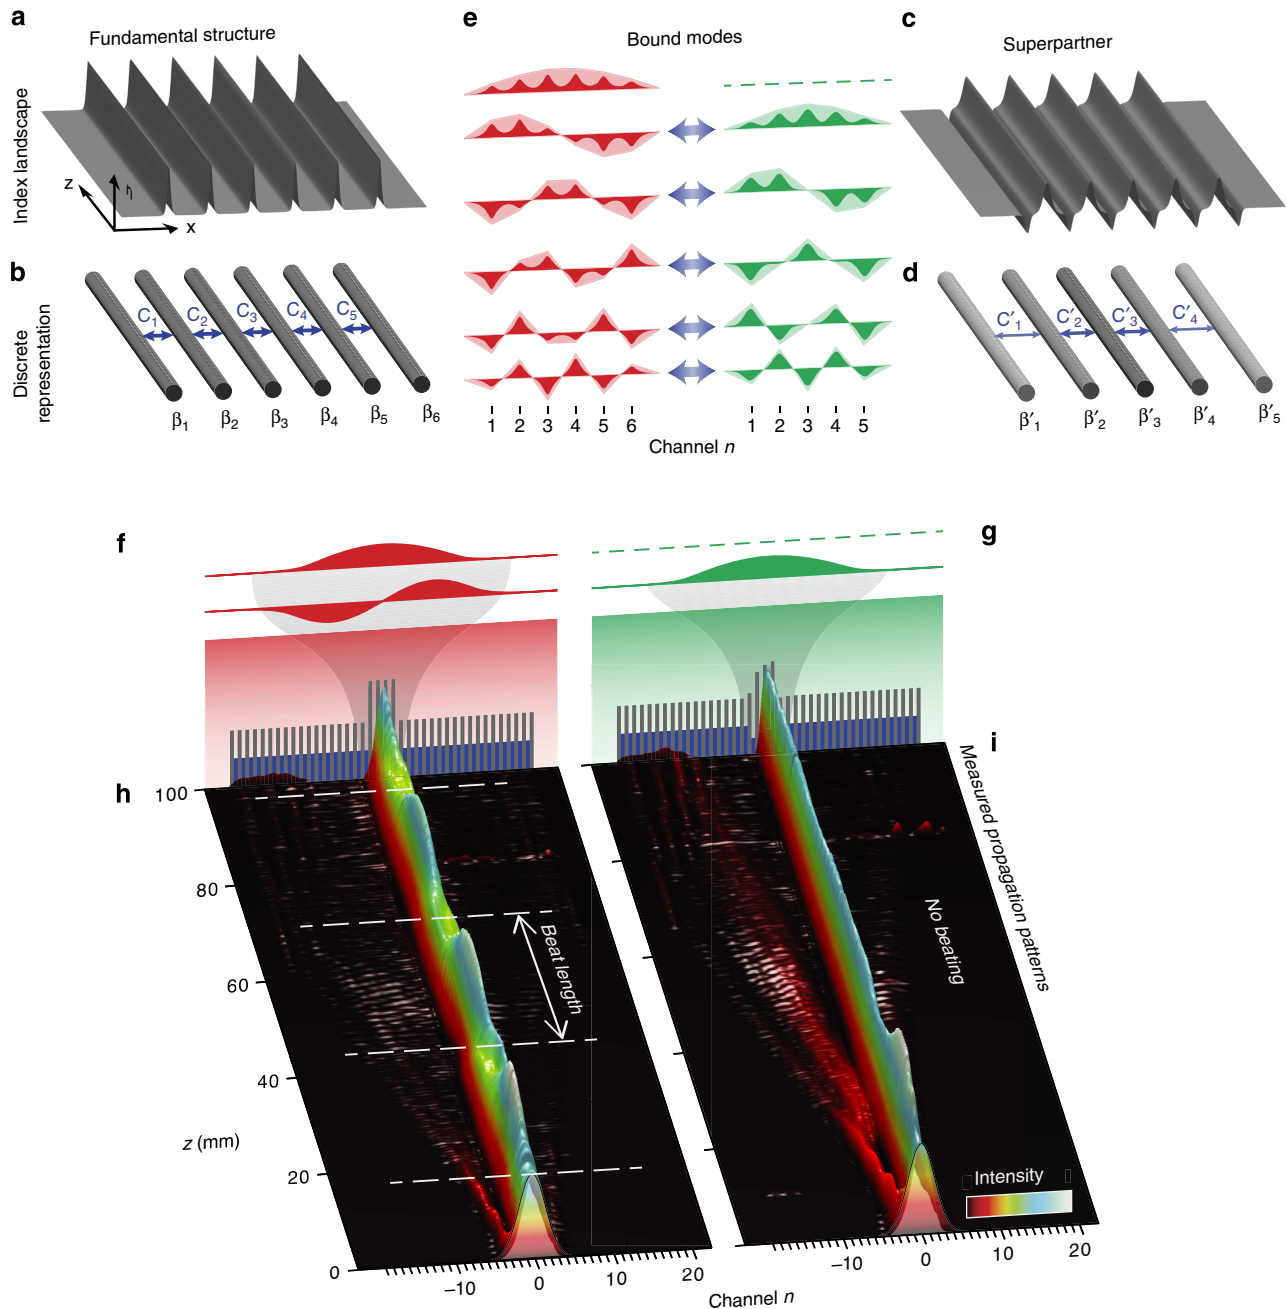 a
Fundamental structure
e
Bound modes
c
Superpartner
Index landscape
z
η
x
b
Discrete
representation
C1
C2
C3
C4
C5
β1
β2
β3
β4
β5
β6
1 2 3 4 5 6
1 2 3 4 5
Channel n
d
C′1
C′2
C′3
C′4
β′1
β′2
β′3
β′4
β′5
f
g
h
i
Measured propagation patterns
100
80
60
40
20
0
z (mm)
Beat length
No beating
Intensity
−10 0 10 20
−10 0 10 20
Channel n